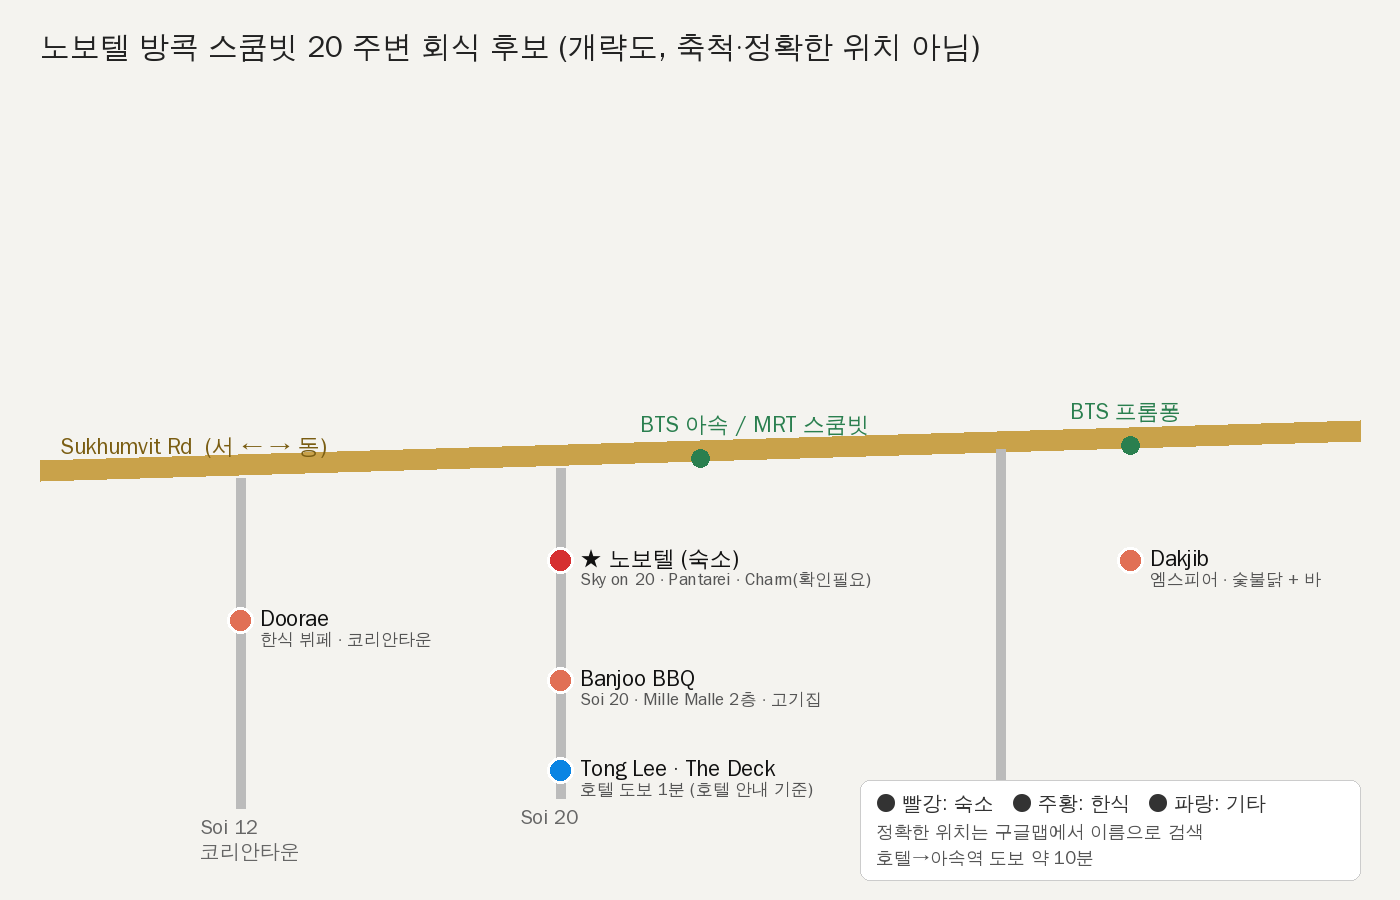 노보텔 방콕 스쿰빗 20 주변 회식 후보 (개략도, 축척·정확한 위치 아님)
BTS 프롬퐁
BTS 아속 / MRT 스쿰빗
Sukhumvit Rd (서 ← → 동)
★ 노보텔 (숙소)
Sky on 20 · Pantarei · Charm(확인필요)
Dakjib
엠스피어 · 숯불닭 + 바
Doorae
한식 뷔페 · 코리안타운
Banjoo BBQ
Soi 20 · Mille Malle 2층 · 고기집
Tong Lee · The Deck
호텔 도보 1분 (호텔 안내 기준)
Soi 12
코리안타운
Soi 20
● 빨강: 숙소 ● 주황: 한식 ● 파랑: 기타
정확한 위치는 구글맵에서 이름으로 검색
호텔→아속역 도보 약 10분